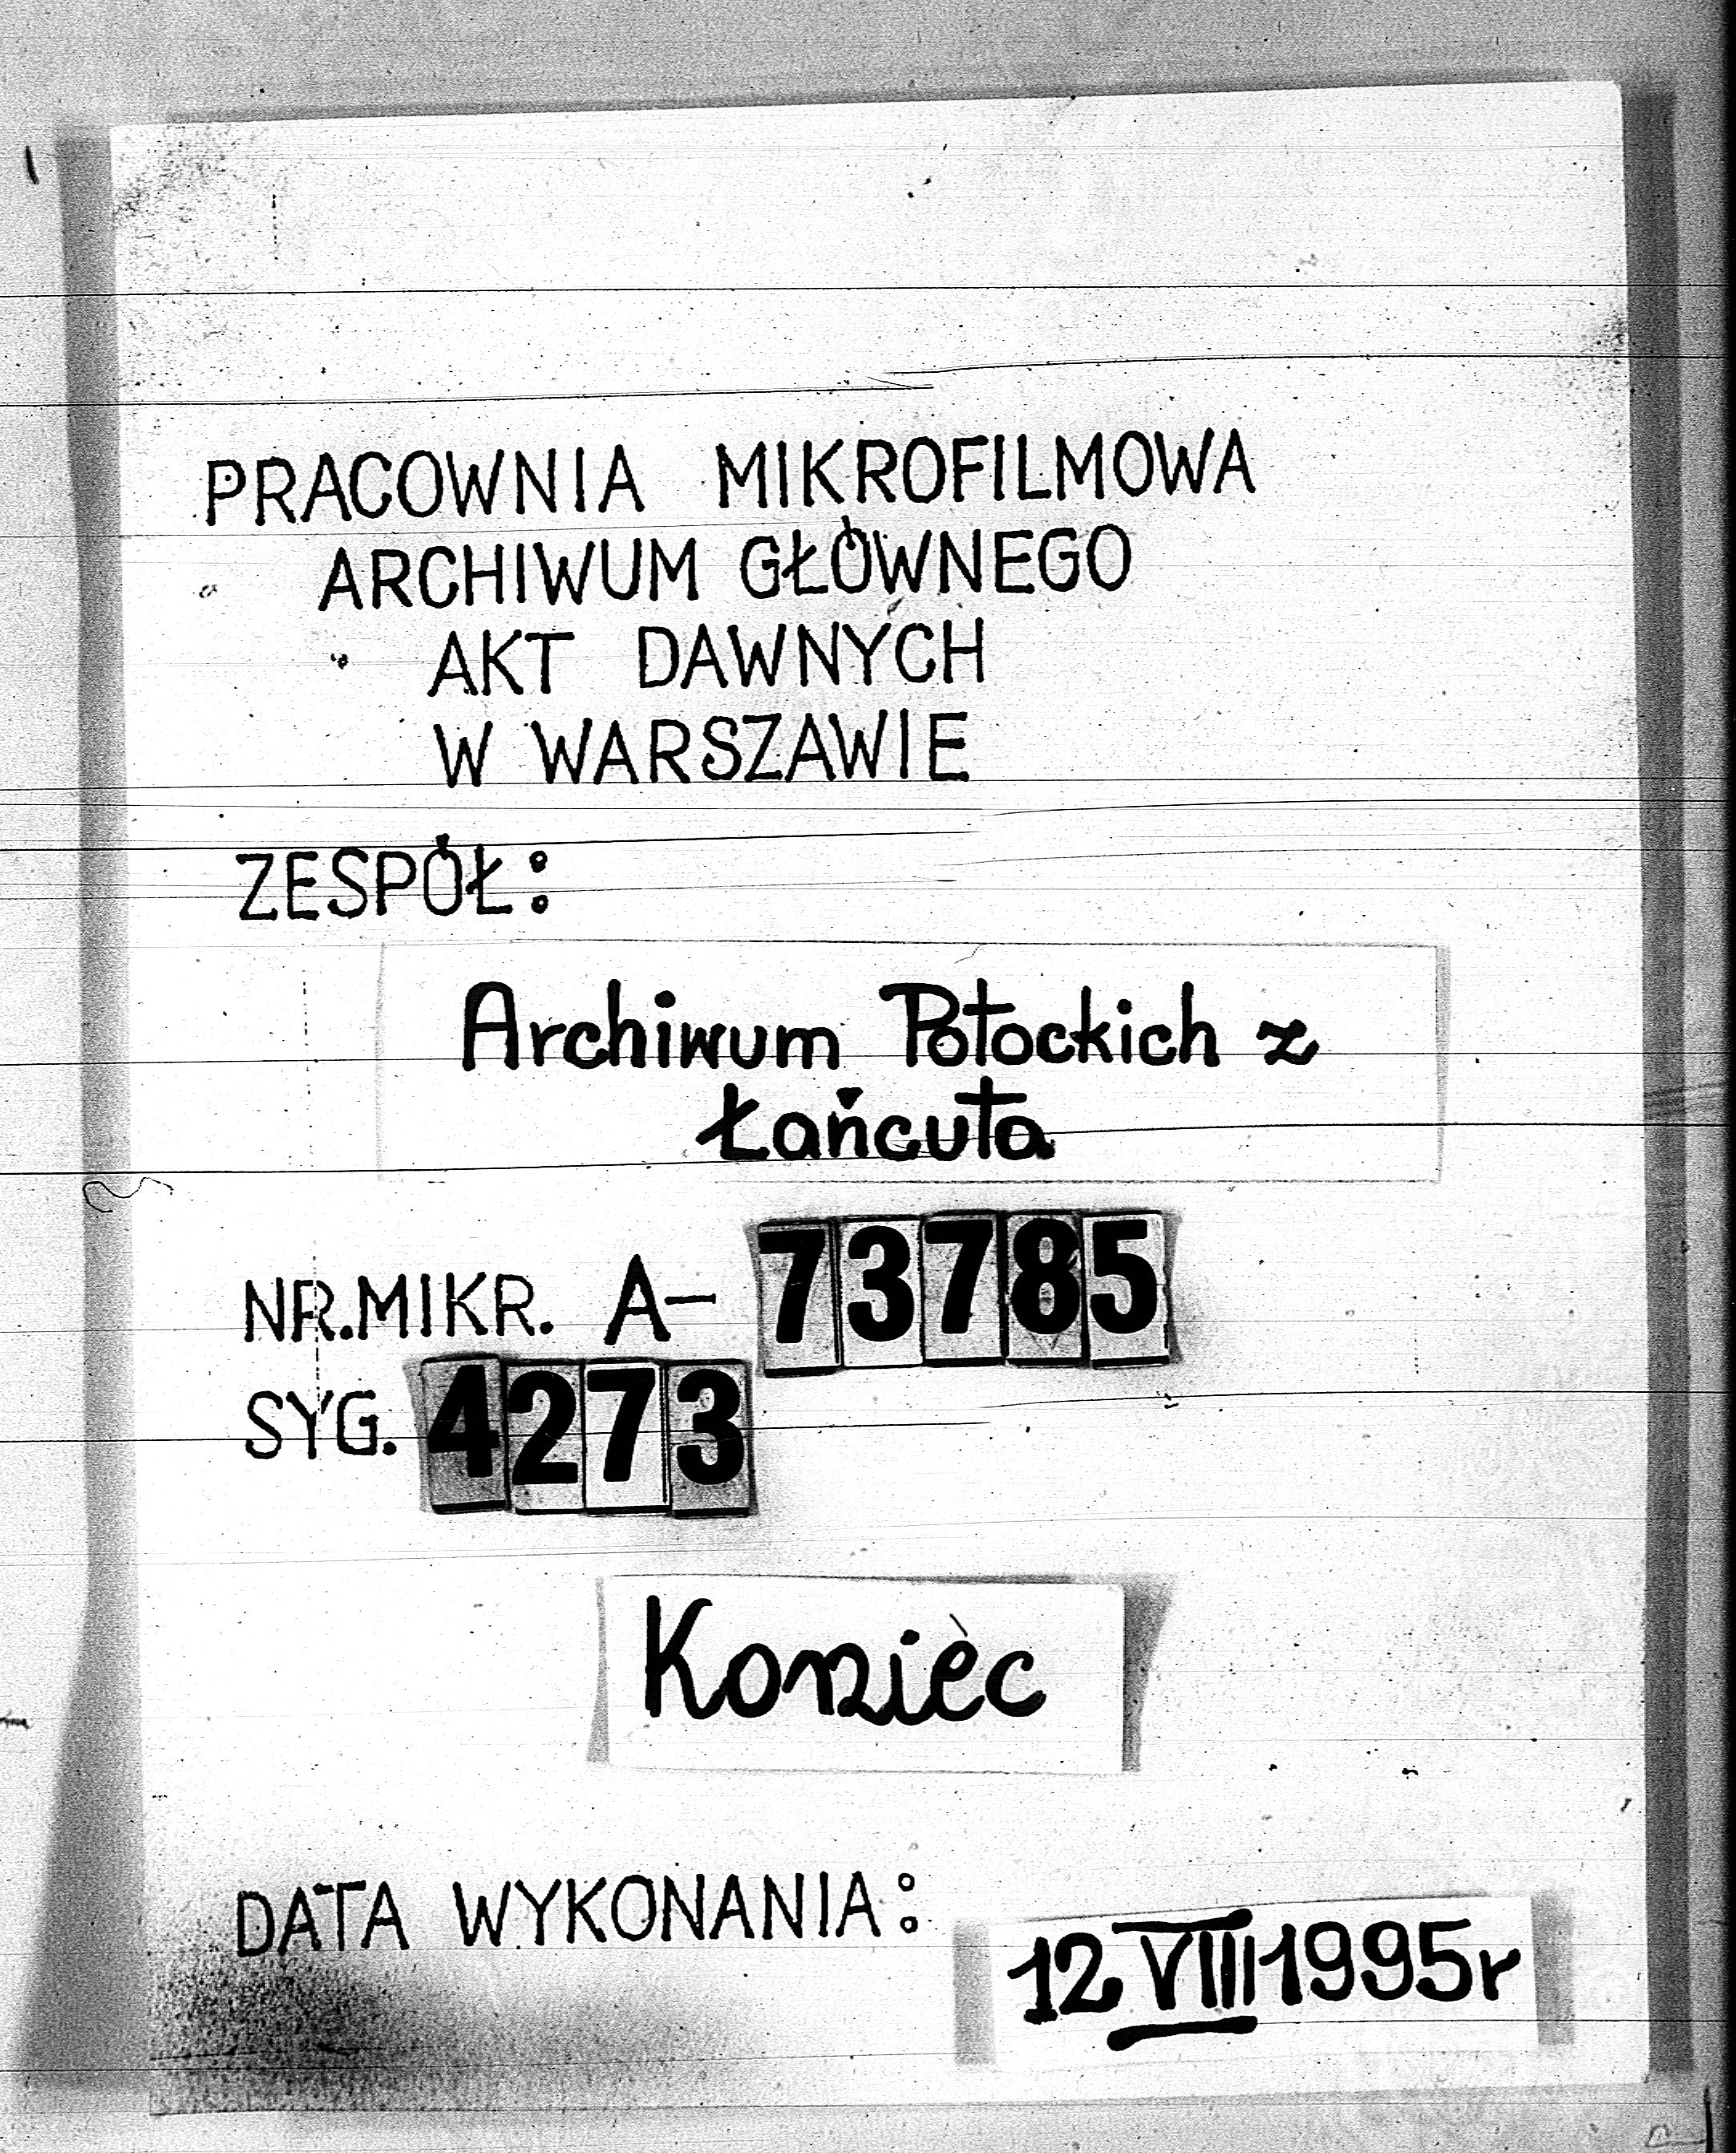 PRACOWNIA MIKROFILMOWA
ARCHIWUM GŁÓWNEGO
AKT DAWNYCH
W WARSZAWIE
ZESPÓŁ:
Archiwum Potockich z
Łańcuta
NR.MIKR. A- 73785
SYG. 4273
Koniec
DATA WYKONANIA:
12 VIII 1995r